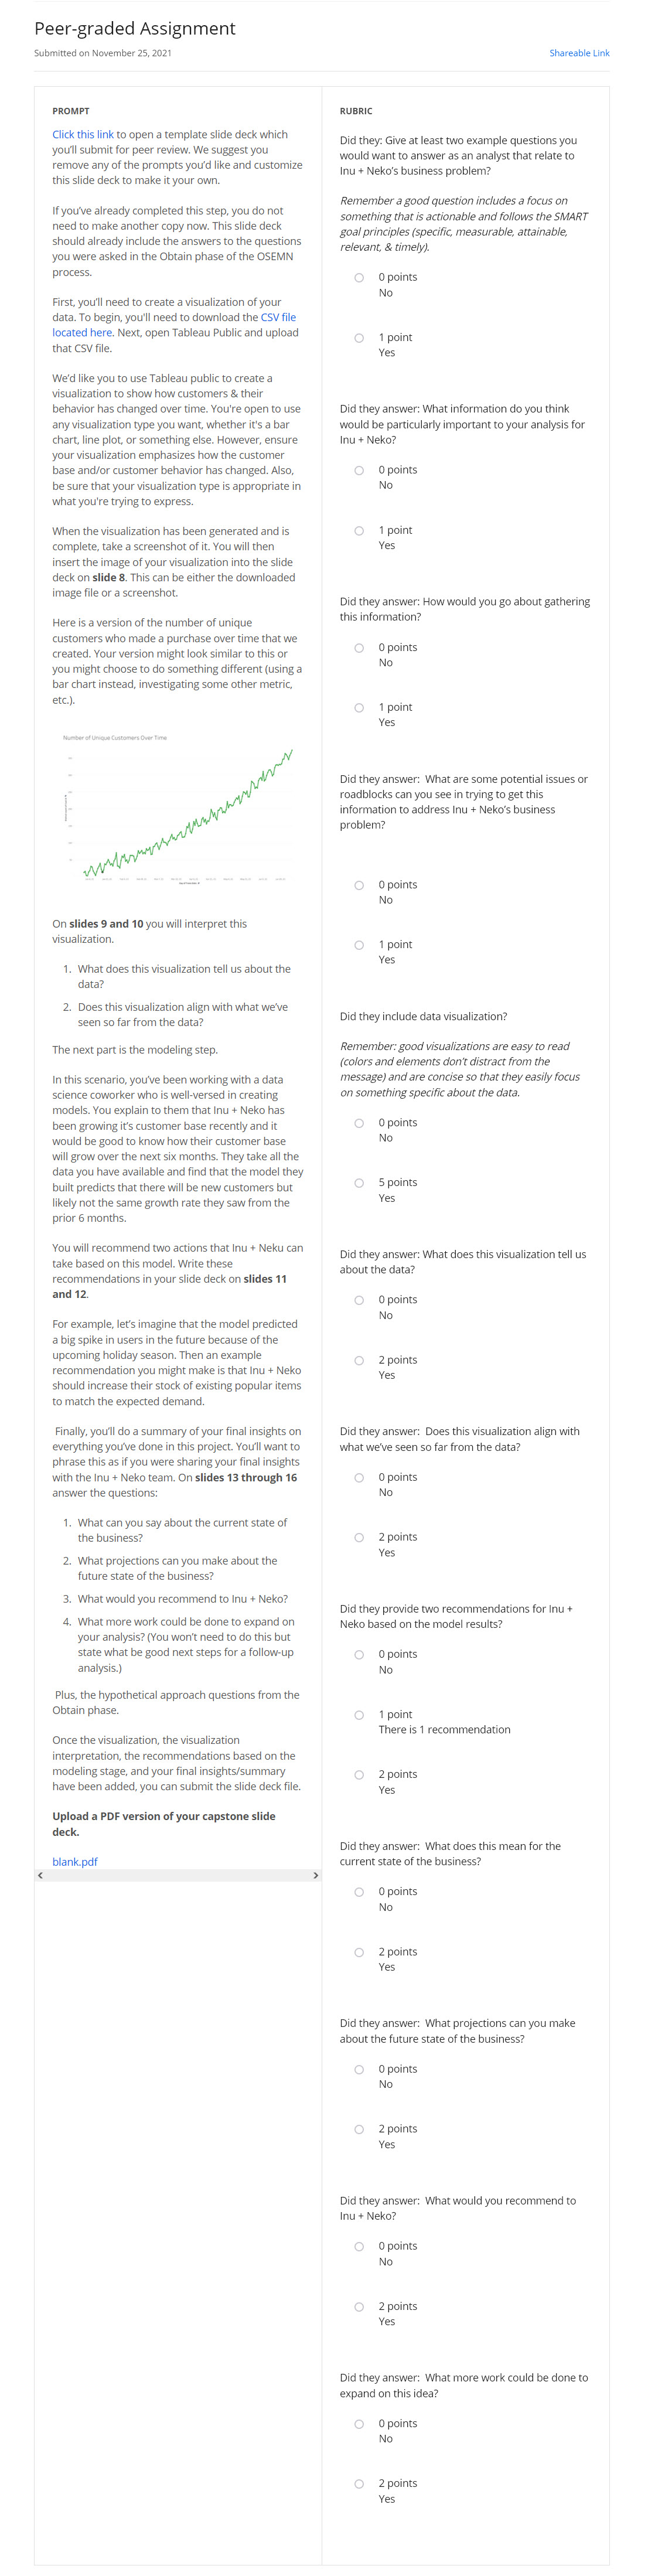 Peer-graded Assignment
Submitted on November 25, 2021
Shareable Link
PROMPT
Click this link to open a template slide deck which
you'll submit for peer review. We suggest you
remove any of the prompts you'd like and customize
this slide deck to make it your own.
If you've already completed this step, you do not
need to make another copy now. This slide deck
should already include the answers to the questions
you were asked in the Obtain phase of the OSEMN
process.
First, you'll need to create a visualization of your
data. To begin, you'll need to download the CSV file
located here. Next, open Tableau Public and upload
that CSV file.
We'd like you to use Tableau public to create a
visualization to show how customers & their
behavior has changed over time. You're open to use
any visualization type you want, whether it's a bar
chart, line plot, or something else. However, ensure
your visualization emphasizes how the customer
base and/or customer behavior has changed. Also,
be sure that your visualization type is appropriate in
what you're trying to express.
When the visualization has been generated and is
complete, take a screenshot of it. You will then
insert the image of your visualization into the slide
deck on slide 8. This can be either the downloaded
image file or a screenshot.
Here is a version of the number of unique
customers who made a purchase over time that we
created. Your version might look similar to this or
you might choose to do something different (using a
bar chart instead, investigating some other metric,
etc.).
Number of Unique Customers Over Time
On slides 9 and 10 you will interpret this
visualization.
1. What does this visualization tell us about the
data?
2. Does this visualization align with what we've
seen so far from the data?
The next part is the modeling step.
In this scenario, you've been working with a data
science coworker who is well-versed in creating
models. You explain to them that Inu + Neko has
been growing it's customer base recently and it
would be good to know how their customer base
will grow over the next six months. They take all the
data you have available and find that the model they
built predicts that there will be new customers but
likely not the same growth rate they saw from the
prior 6 months.
You will recommend two actions that Inu + Neku can
take based on this model. Write these
recommendations in your slide deck on slides 11
and 12.
For example, let's imagine that the model predicted
a big spike in users in the future because of the
upcoming holiday season. Then an example
recommendation you might make is that Inu + Neko
should increase their stock of existing popular items
to match the expected demand.
Finally, you'll do a summary of your final insights on
everything you've done in this project. You'll want to
phrase this as if you were sharing your final insights
with the Inu + Neko team. On slides 13 through 16
answer the questions:
1. What can you say about the current state of
the business?
2. What projections can you make about the
future state of the business?
3. What would you recommend to Inu + Neko?
4. What more work could be done to expand on
your analysis? (You won't need to do this but
state what be good next steps for a follow-up
analysis.)
Plus, the hypothetical approach questions from the
Obtain phase.
Once the visualization, the visualization
interpretation, the recommendations based on the
modeling stage, and your final insights/summary
have been added, you can submit the slide deck file.
Upload a PDF version of your capstone slide
deck.
blank.pdf
RUBRIC
Did they: Give at least two example questions you
would want to answer as an analyst that relate to
Inu + Neko's business problem?
Remember a good question includes a focus on
something that is actionable and follows the SMART
goal principles (specific, measurable, attainable,
relevant, & timely).
0 points
No
1 point
Yes
Did they answer: What information do you think
would be particularly important to your analysis for
Inu + Neko?
0 points
No
1 point
Yes
Did they answer: How would you go about gathering
this information?
0 points
No
1 point
Yes
Did they answer: What are some potential issues or
roadblocks can you see in trying to get this
information to address Inu + Neko's business
problem?
0 points
No
1 point
Yes
Did they include data visualization?
Remember: good visualizations are easy to read
(colors and elements don't distract from the
message) and are concise so that they easily focus
on something specific about the data.
0 points
No
5 points
Yes
Did they answer: What does this visualization tell us
about the data?
0 points
No
2 points
Yes
Did they answer: Does this visualization align with
what we've seen so far from the data?
0 points
No
2 points
Yes
Did they provide two recommendations for Inu +
Neko based on the model results?
0 points
No
1 point
There is 1 recommendation
2 points
Yes
Did they answer: What does this mean for the
current state of the business?
0 points
No
2 points
Yes
Did they answer: What projections can you make
about the future state of the business?
0 points
No
2 points
Yes
Did they answer: What would you recommend to
Inu + Neko?
0 points
No
2 points
Yes
Did they answer: What more work could be done to
expand on this idea?
0 points
No
2 points
Yes